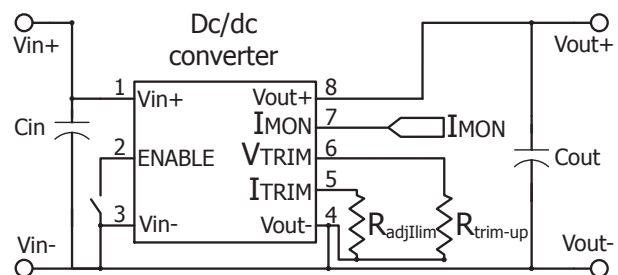 Dc/dc
converter
Vin+
Vout+
1
Vin+
Vout+
8
Cin
IMON
7
IMON
2
ENABLE
VTRIM
6
Cout
ITRIM
5
3
Vin-
Vout-
4
RadjIlim
Rtrim-up
Vin-
Vout-